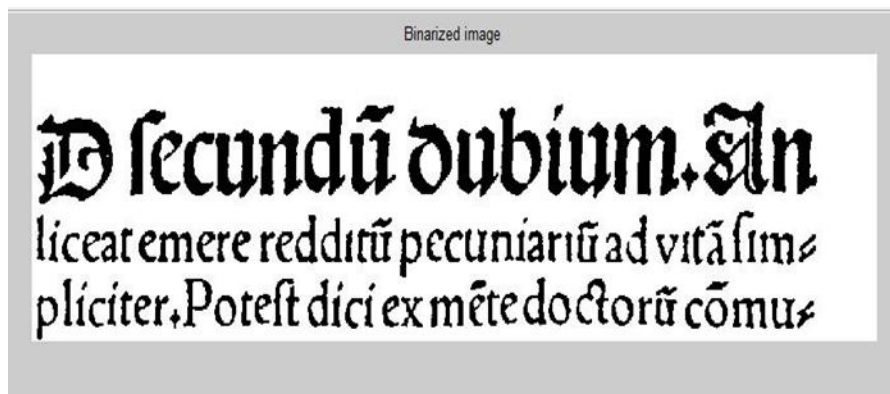 Binarized image
D ſecundū dubium. An
liceat emere redditū pecuniariū ad vitā ſim⸗
pliciter. Poteſt dici ex mēte doctorū cōmu⸗